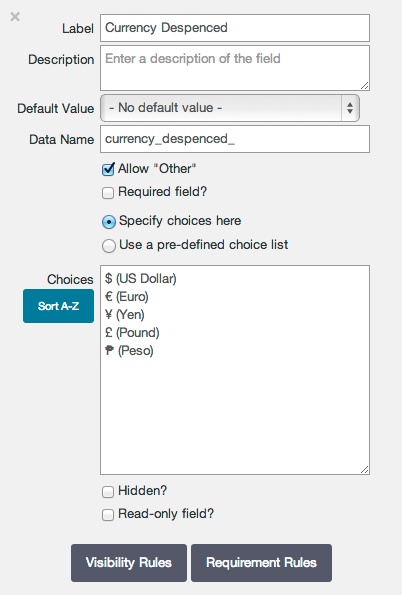 Label Currency Despenced
Description Enter a description of the field
Default Value - No default value -
Data Name currency_despenced_
Allow "Other"
Required field?
Specify choices here
Use a pre-defined choice list
Choices $ (US Dollar)
Sort A-Z € (Euro)
¥ (Yen)
£ (Pound)
₱ (Peso)
Hidden?
Read-only field?
Visibility Rules Requirement Rules